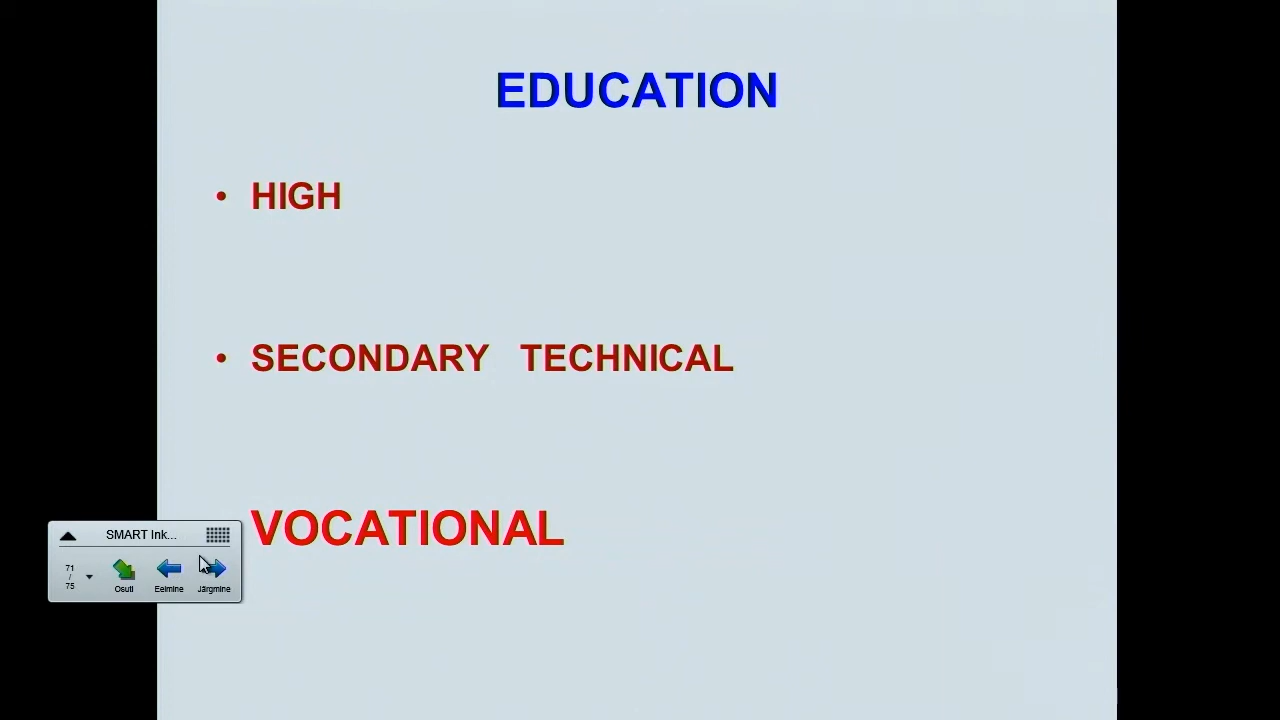 EDUCATION
• HIGH
• SECONDARY TECHNICAL
VOCATIONAL
SMART Ink...
71
/
75
Osuti
Eelmine
Järgmine